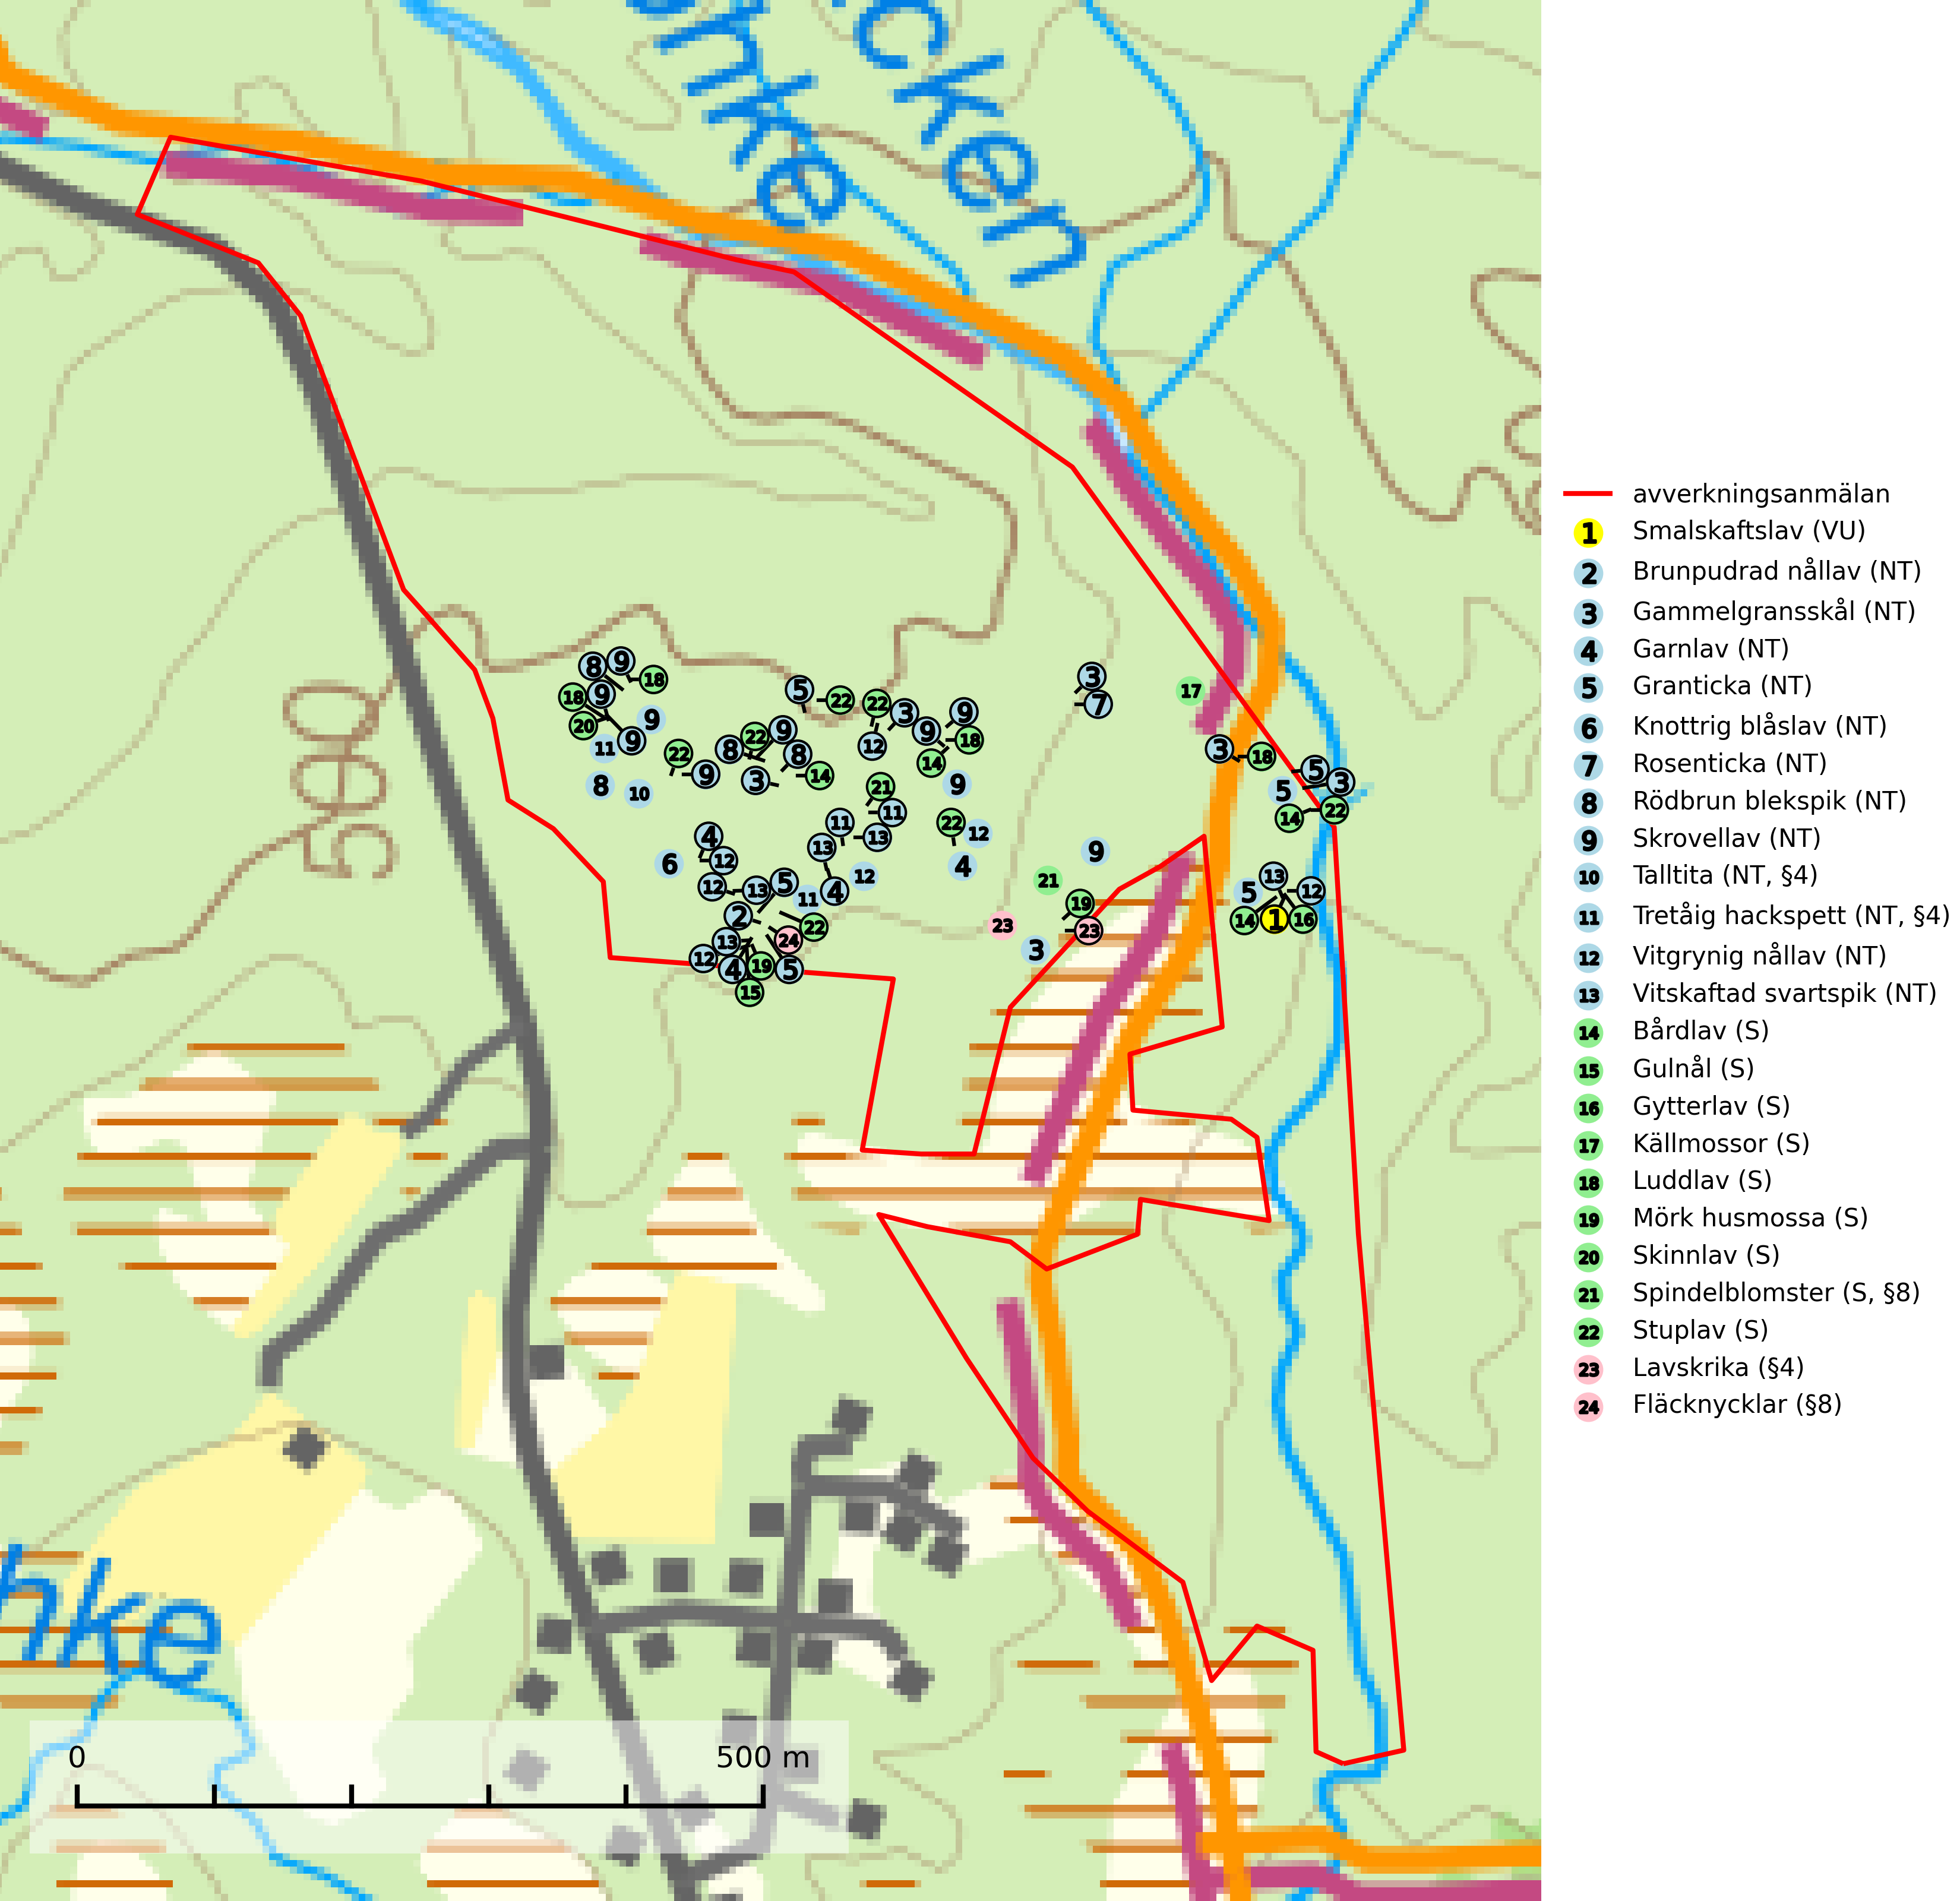 cken
nke
590
hke
0 500 m
avverkningsanmälan
1 Smalskaftslav (VU)
2 Brunpudrad nållav (NT)
3 Gammelgransskål (NT)
4 Garnlav (NT)
5 Granticka (NT)
6 Knottrig blåslav (NT)
7 Rosenticka (NT)
8 Rödbrun blekspik (NT)
9 Skrovellav (NT)
10 Talltita (NT, §4)
11 Tretåig hackspett (NT, §4)
12 Vitgrynig nållav (NT)
13 Vitskaftad svartspik (NT)
14 Bårdlav (S)
15 Gulnål (S)
16 Gytterlav (S)
17 Källmossor (S)
18 Luddlav (S)
19 Mörk husmossa (S)
20 Skinnlav (S)
21 Spindelblomster (S, §8)
22 Stuplav (S)
23 Lavskrika (§4)
24 Fläcknycklar (§8)